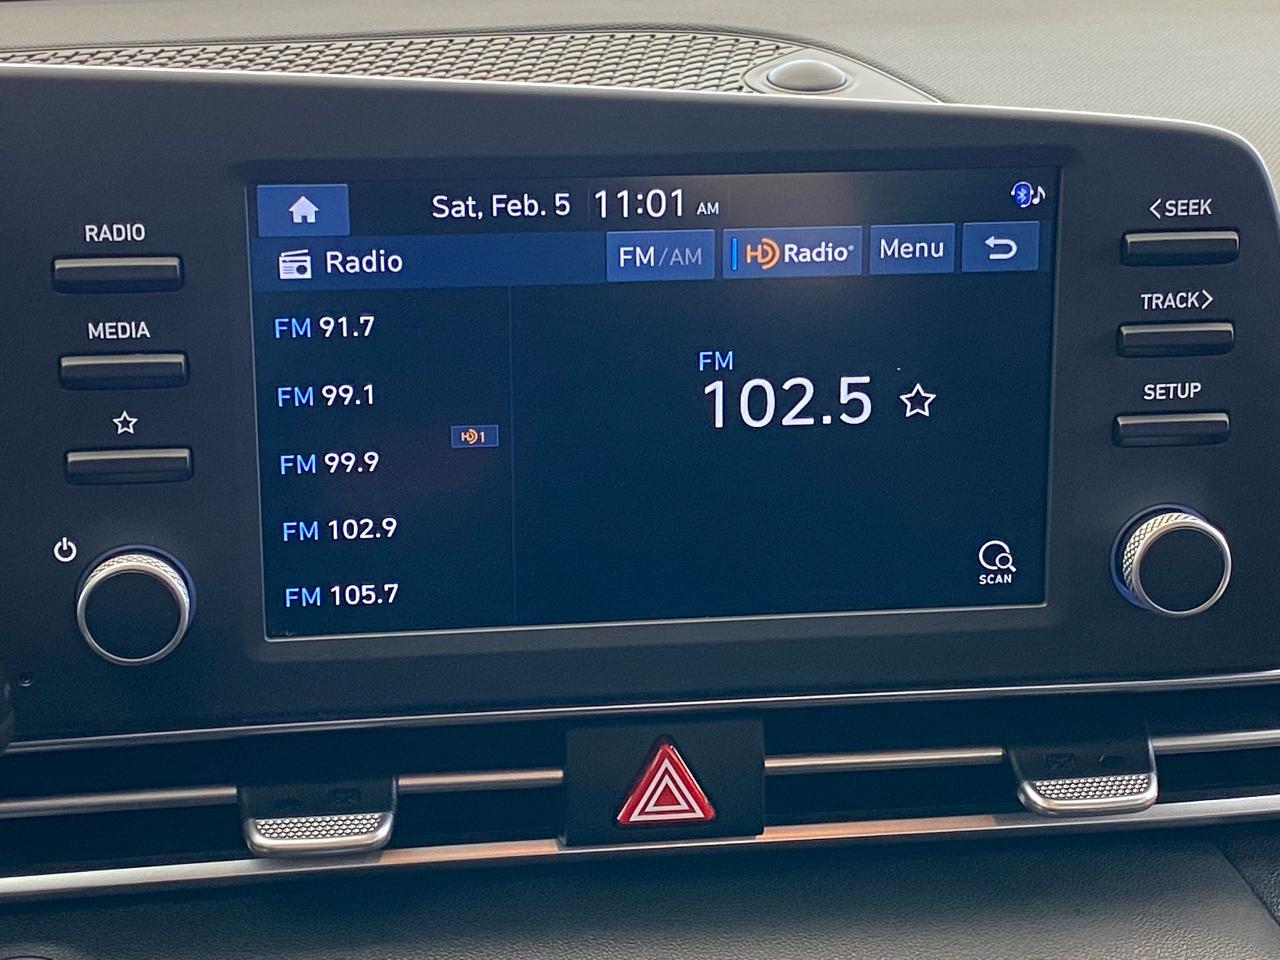 RADIO
MEDIA
Sat, Feb. 5 11:01 AM
Radio
FM/AM
HD Radio®
Menu
FM 91.7
FM 99.1
HD1
FM 99.9
FM 102.9
FM 105.7
FM
102.5
SCAN
<SEEK
TRACK>
SETUP